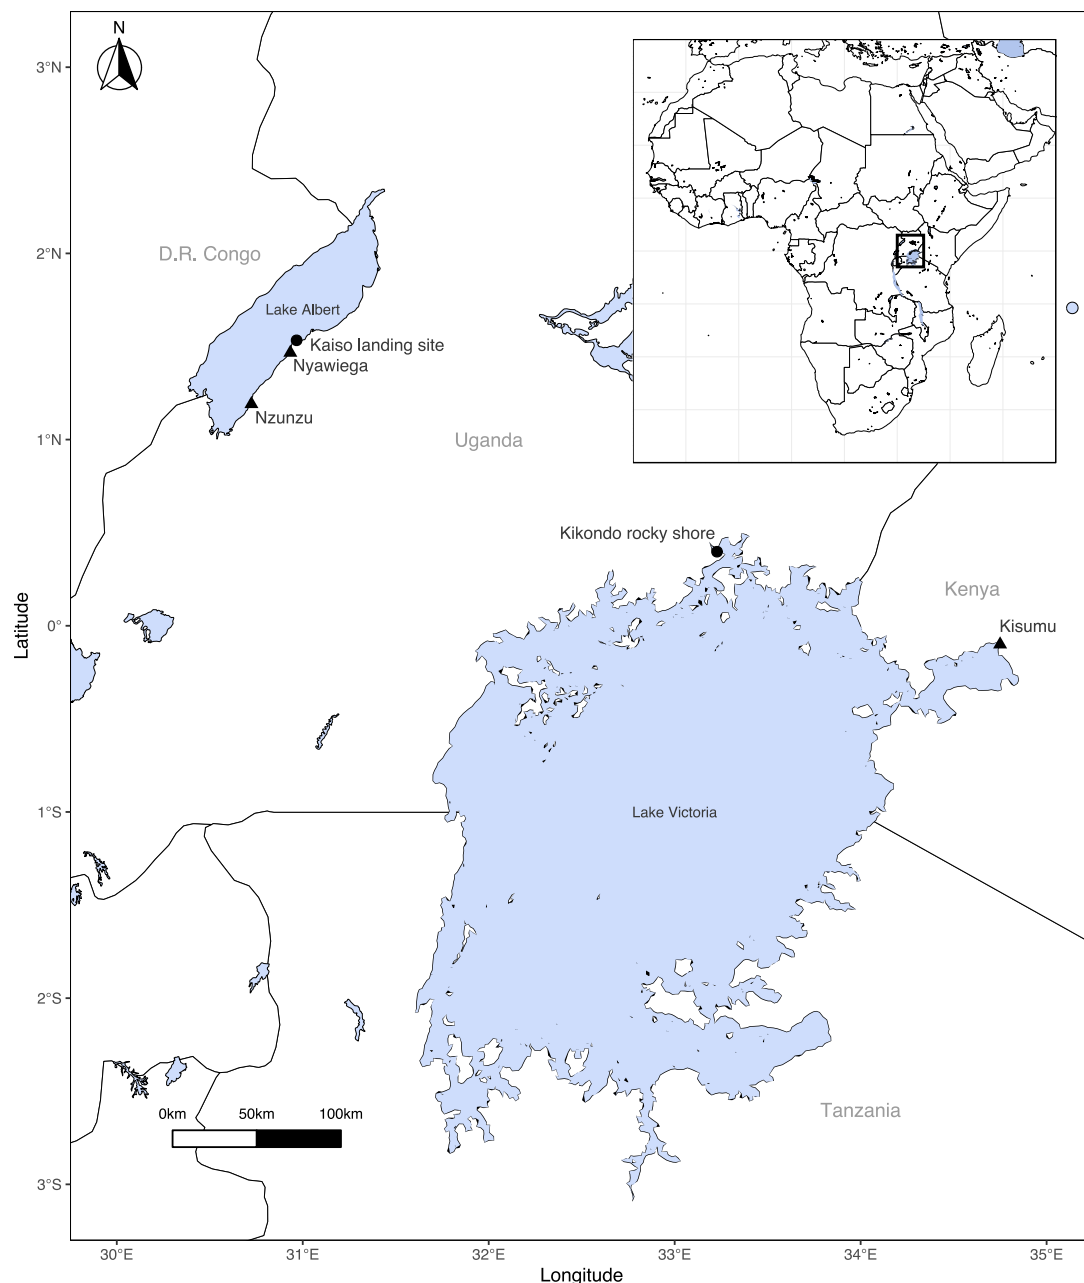 N
3°N
2°N
1°N
0°
1°S
2°S
3°S
Latitude
D.R. Congo
Lake Albert
Kaiso landing site
Nyawiega
Nzunzu
Uganda
Kikondo rocky shore
Kenya
Kisumu
Lake Victoria
Tanzania
0km 50km 100km
30°E 31°E 32°E 33°E 34°E 35°E
Longitude